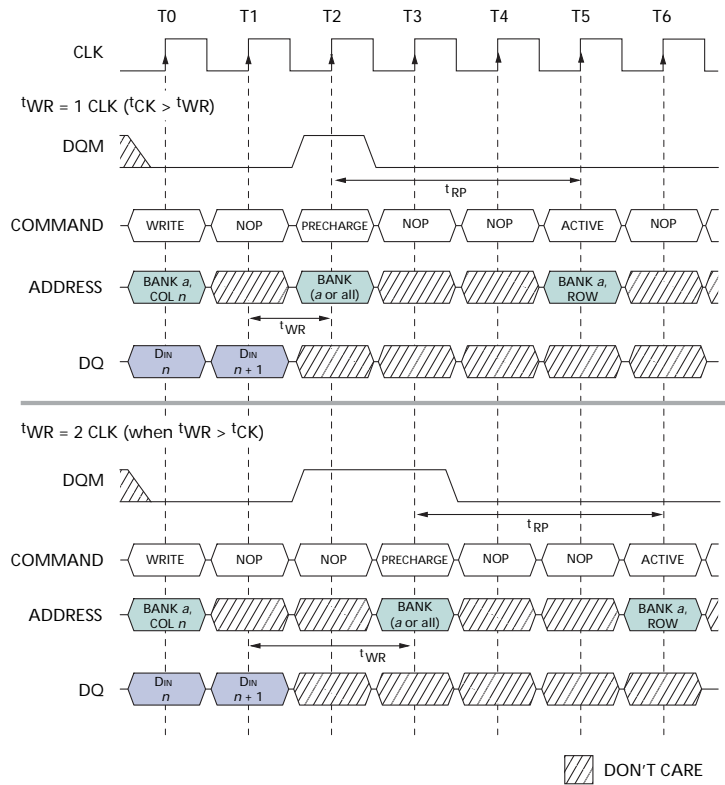 T0 T1 T2 T3 T4 T5 T6
CLK
tWR = 1 CLK (tCK > tWR)
DQM
tRP
COMMAND WRITE NOP PRECHARGE NOP NOP ACTIVE NOP
ADDRESS BANK a, COL n BANK (a or all) BANK a, ROW
tWR
DQ DIN n DIN n + 1
tWR = 2 CLK (when tWR > tCK)
DQM
tRP
COMMAND WRITE NOP NOP PRECHARGE NOP NOP ACTIVE
ADDRESS BANK a, COL n BANK (a or all) BANK a, ROW
tWR
DQ DIN n DIN n + 1
DON'T CARE